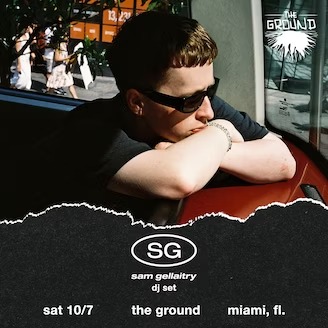 THE
GROUND
SG
sam gellaitry
dj set
sat 10/7 the ground miami, fl.